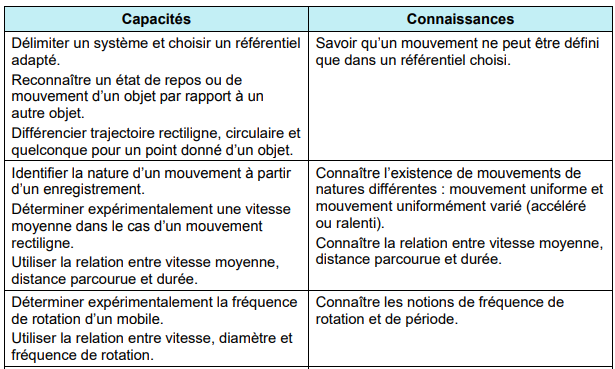 Capacités
Connaissances
Délimiter un système et choisir un référentiel
adapté.
Reconnaître un état de repos ou de
mouvement d’un objet par rapport à un
autre objet.
Différencier trajectoire rectiligne, circulaire et
quelconque pour un point donné d’un objet.
Savoir qu’un mouvement ne peut être défini
que dans un référentiel choisi.
Identifier la nature d’un mouvement à partir
d’un enregistrement.
Déterminer expérimentalement une vitesse
moyenne dans le cas d’un mouvement
rectiligne.
Utiliser la relation entre vitesse moyenne,
distance parcourue et durée.
Connaître l’existence de mouvements de
natures différentes : mouvement uniforme et
mouvement uniformément varié (accéléré
ou ralenti).
Connaître la relation entre vitesse moyenne,
distance parcourue et durée.
Déterminer expérimentalement la fréquence
de rotation d’un mobile.
Utiliser la relation entre vitesse, diamètre et
fréquence de rotation.
Connaître les notions de fréquence de
rotation et de période.